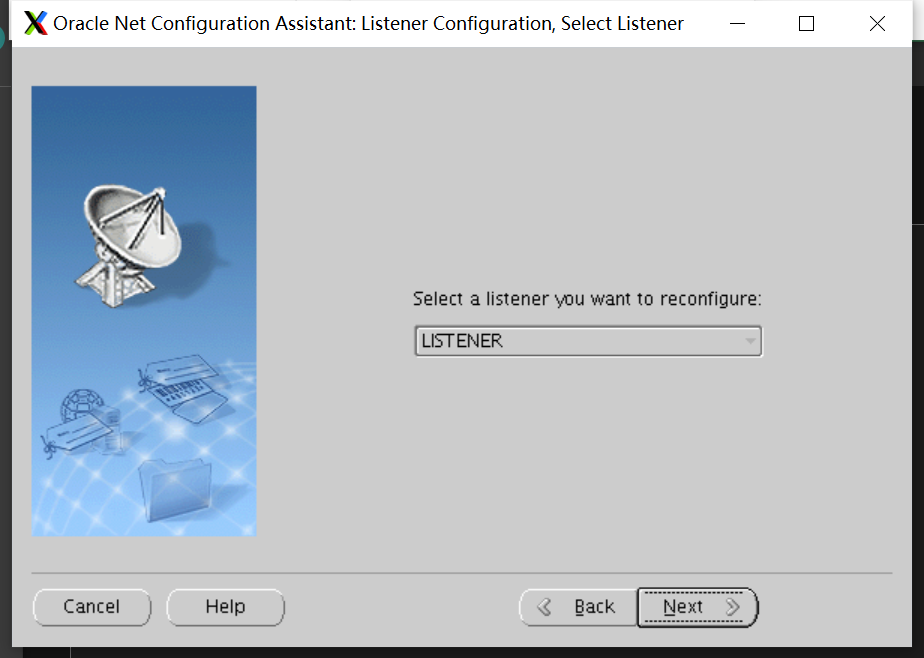 Oracle Net Configuration Assistant: Listener Configuration, Select Listener
Select a listener you want to reconfigure:
LISTENER
Cancel
Help
Back
Next